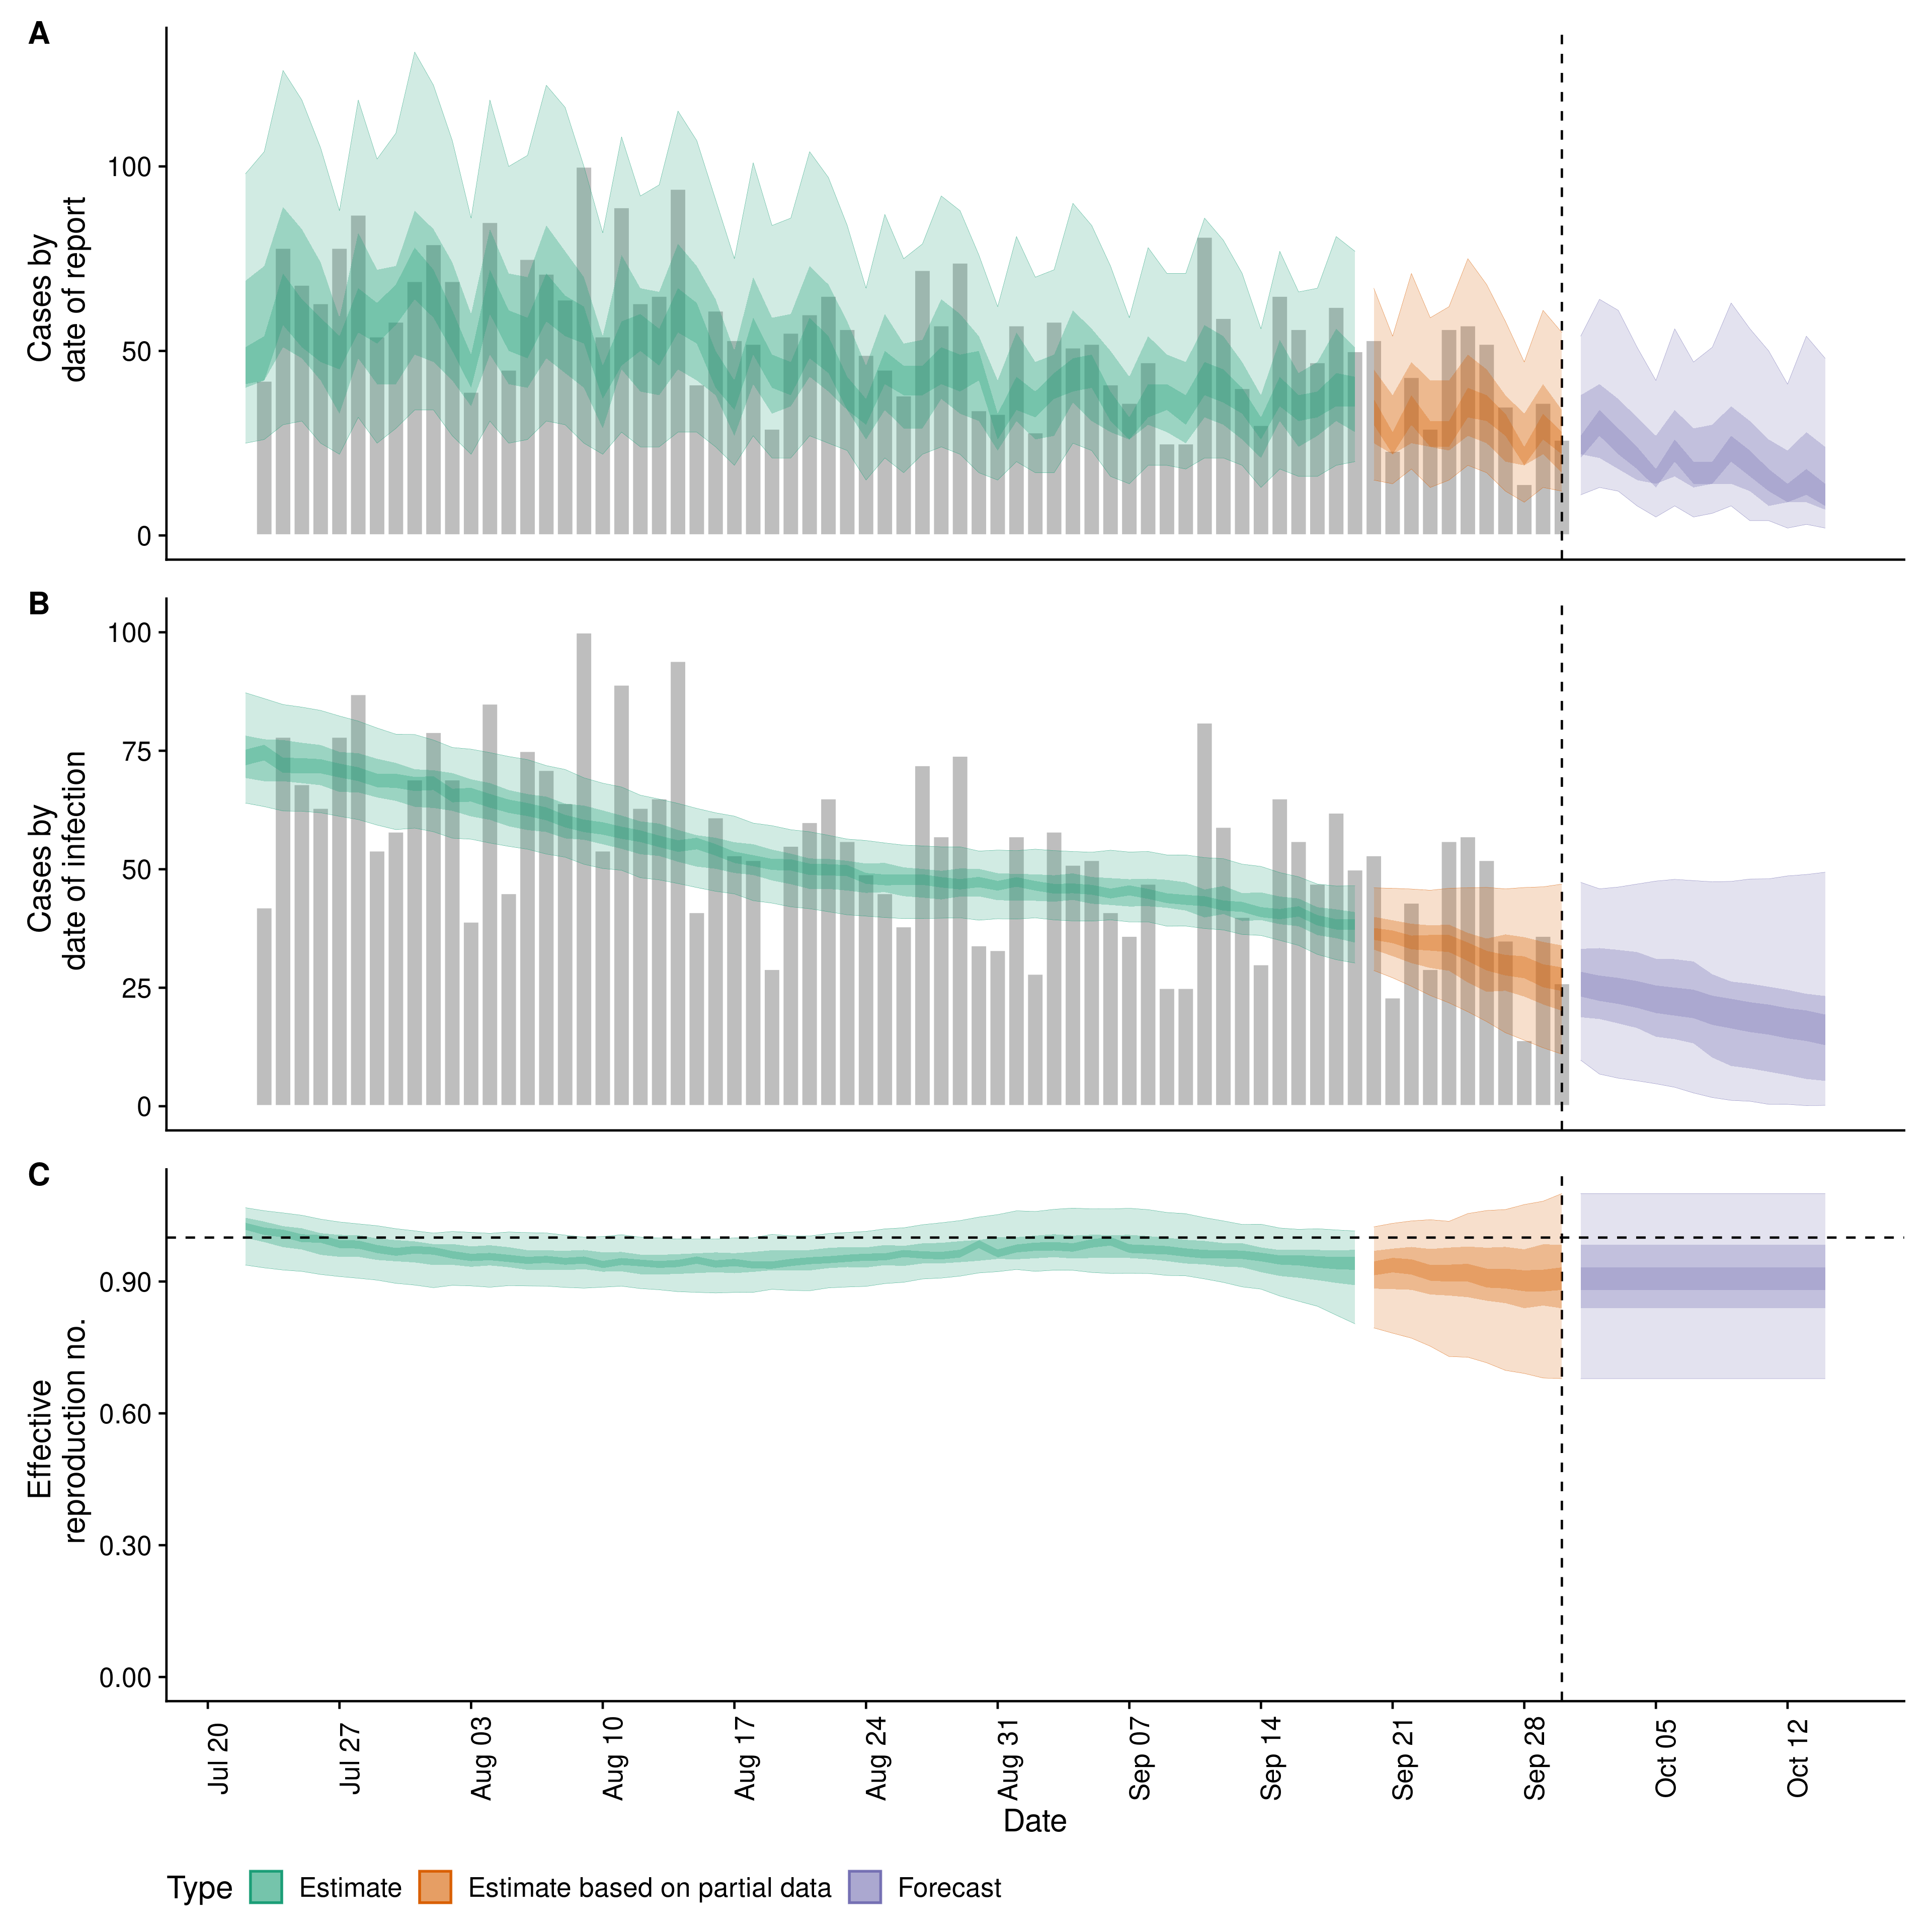 A
Cases by
date of report
100
50
0
B
Cases by
date of infection
100
75
50
25
0
C
Effective
reproduction no.
0.90
0.60
0.30
0.00
Jul 20
Jul 27
Aug 03
Aug 10
Aug 17
Aug 24
Aug 31
Sep 07
Sep 14
Sep 21
Sep 28
Oct 05
Oct 12
Date
Type Estimate Estimate based on partial data Forecast